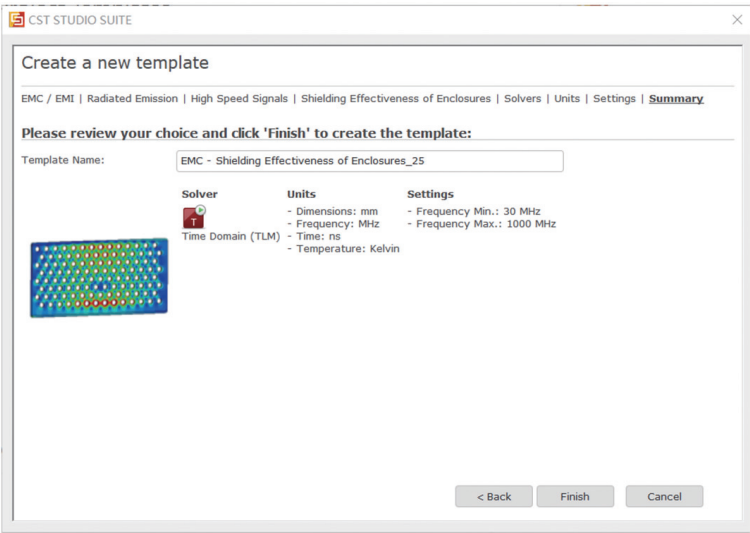 CST STUDIO SUITE
Create a new template
EMC / EMI | Radiated Emission | High Speed Signals | Shielding Effectiveness of Enclosures | Solvers | Units | Settings | Summary
Please review your choice and click 'Finish' to create the template:
Template Name: EMC - Shielding Effectiveness of Enclosures_25
Solver Units Settings
- Dimensions: mm - Frequency Min.: 30 MHz
T - Frequency: MHz - Frequency Max.: 1000 MHz
Time Domain (TLM) - Time: ns
- Temperature: Kelvin
< Back Finish Cancel